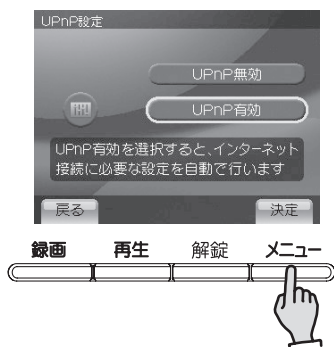 UPnP設定
UPnP無効
UPnP有効
UPnP有効を選択すると、インターネット
接続に必要な設定を自動で行います
戻る 決定
録画 再生 解錠 メニュー